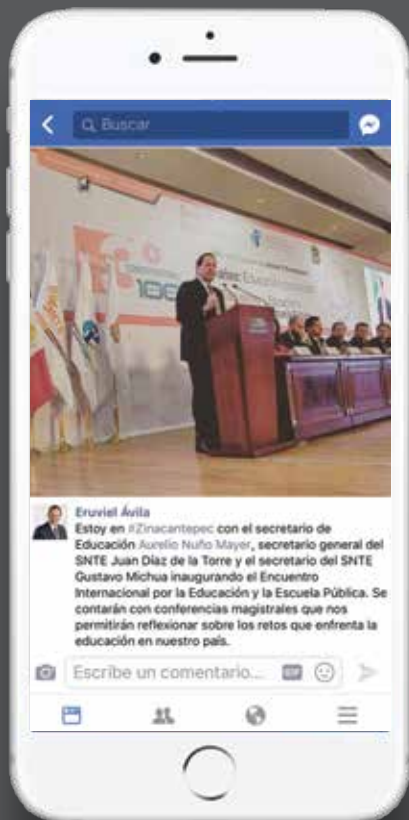 Buscar
100
Eruviel Ávila
Estoy en #Zinacantepec con el secretario de
Educación Aurelio Nuño Mayer, secretario general del
SNTE Juan Díaz de la Torre y el secretario del SNTE
Gustavo Michua inaugurando el Encuentro
Internacional por la Educación y la Escuela Pública. Se
contarán con conferencias magistrales que nos
permitirán reflexionar sobre los retos que enfrenta la
educación en nuestro país.
Escribe un comentario...
GIF